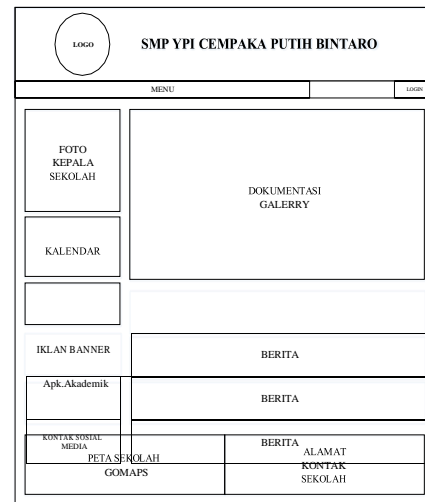 LOGO
SMP YPI CEMPAKA PUTIH BINTARO
MENU
LOGIN
FOTO
KEPALA
SEKOLAH
DOKUMENTASI
GALERRY
KALENDAR
IKLAN BANNER
BERITA
Apk.Akademik
BERITA
KONTAK SOSIAL
MEDIA
BERITA
PETA SEKOLAH
GOMAPS
ALAMAT
KONTAK
SEKOLAH